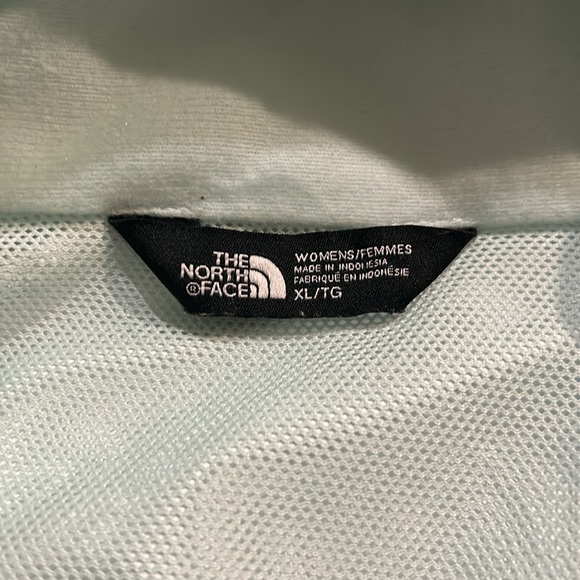 THE
NORTH
®FACE
WOMENS/FEMMES
MADE IN INDONESIA
FABRIQUÉ EN INDONÉSIE
XL/TG